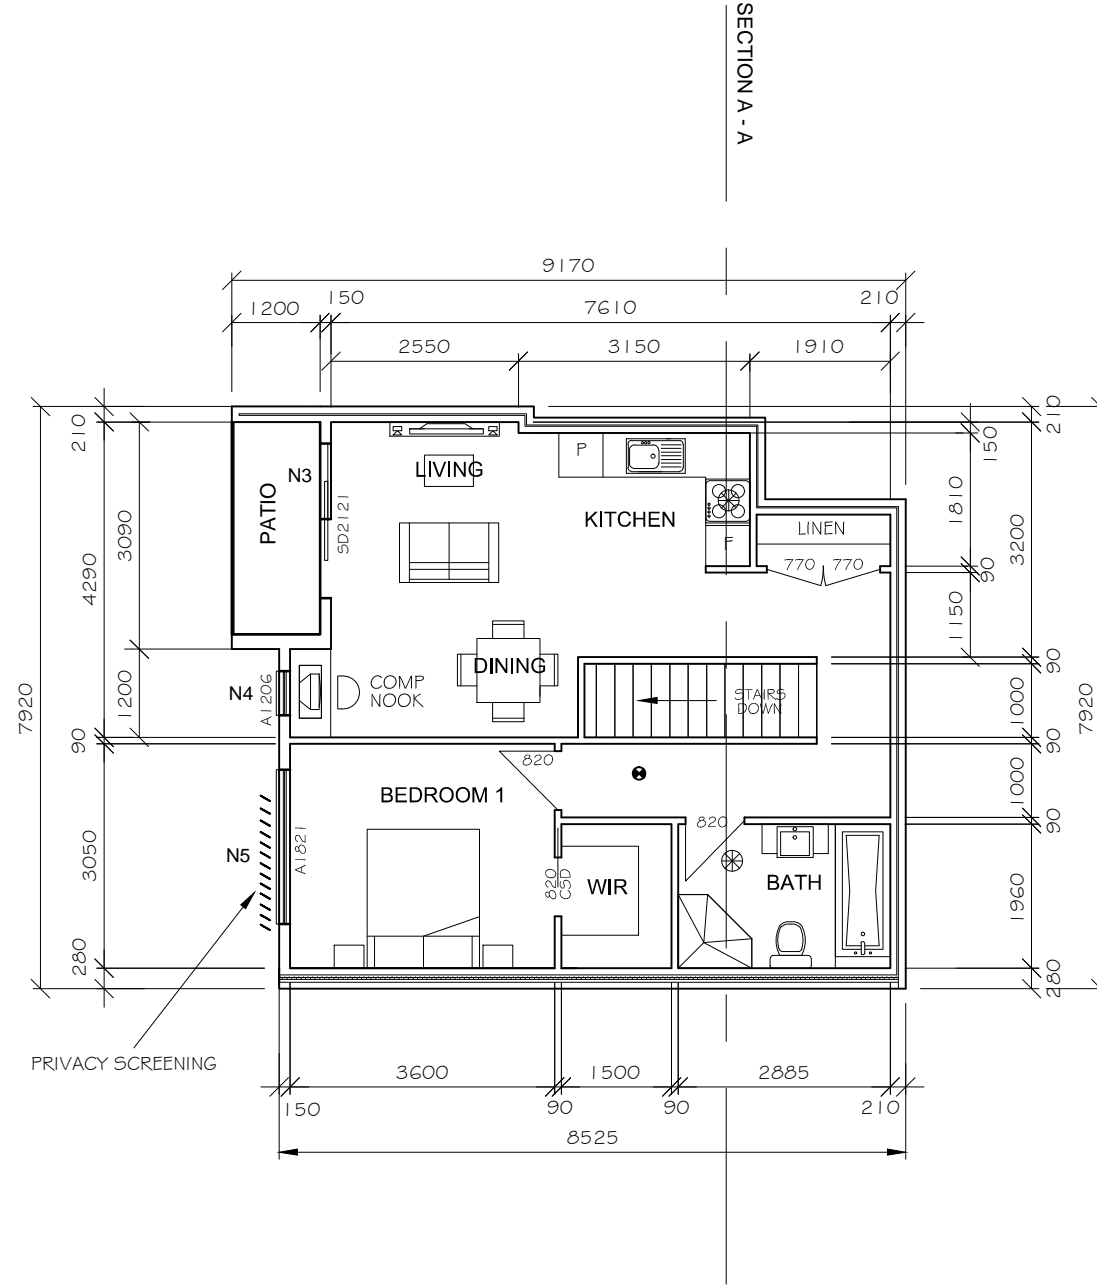 SECTION A - A
9170
1200
150
7610
210
2550
3150
1910
210
7920
4290
3090
1200
90
3050
280
210
150
1810
3200
90
1150
90
1000
90
1000
90
1960
280
7920
PATIO
N3
SD2121
LIVING
P
KITCHEN
F
LINEN
770
770
DINING
COMP
NOOK
N4
A1206
STAIRS
DOWN
820
BEDROOM 1
820
N5
A1821
820
CSD
WIR
BATH
PRIVACY SCREENING
3600
1500
2885
150
90
90
210
8525